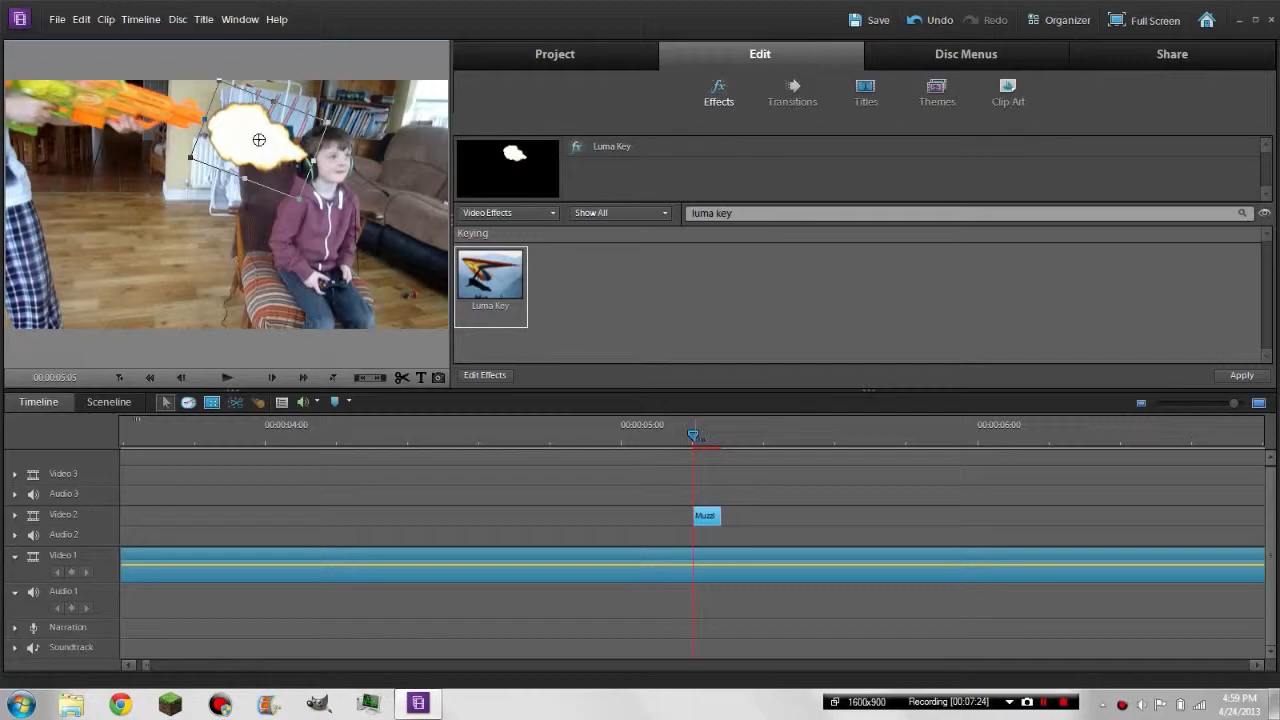 File Edit Clip Timeline Disc Title Window Help
Save Undo Redo Organizer Full Screen
Project Edit Disc Menus Share
Effects Transitions Titles Themes Clip Art
fx Luma Key
Video Effects Show All luma key
Keying
Luma Key
00:00:05:05
Edit Effects Apply
Timeline Sceneline
00:00:04:00 00:00:05:00 00:00:06:00
Video 3
Audio 3
Video 2 Muzzl
Audio 2
Video 1
Audio 1
Narration
Soundtrack
1600x900 Recording [00:07:24]
4:59 PM
4/24/2013